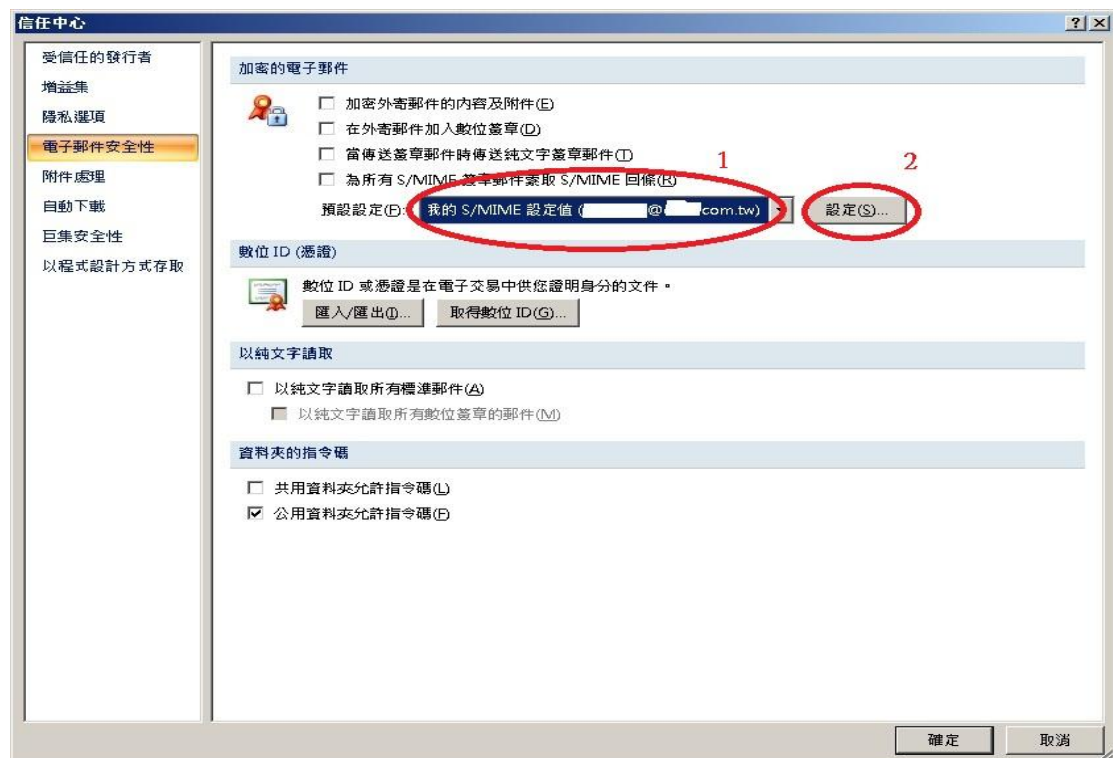 信任中心
受信任的發行者
增益集
隱私選項
電子郵件安全性
附件處理
自動下載
巨集安全性
以程式設計方式存取
加密的電子郵件
加密外寄郵件的內容及附件(E)
在外寄郵件加入數位簽章(D)
當傳送簽章郵件時傳送純文字簽章郵件(T)
1
2
為所有 S/MIME 簽章郵件索取 S/MIME 回條(R)
預設設定(F): 我的 S/MIME 設定值 ( @ com.tw) 設定(S)...
數位 ID (憑證)
數位 ID 或憑證是在電子交易中供您證明身分的文件。
匯入/匯出(I)... 取得數位 ID(G)...
以純文字讀取
以純文字讀取所有標準郵件(A)
以純文字讀取所有數位簽章的郵件(M)
資料夾的指令碼
共用資料夾允許指令碼(L)
公用資料夾允許指令碼(F)
確定 取消